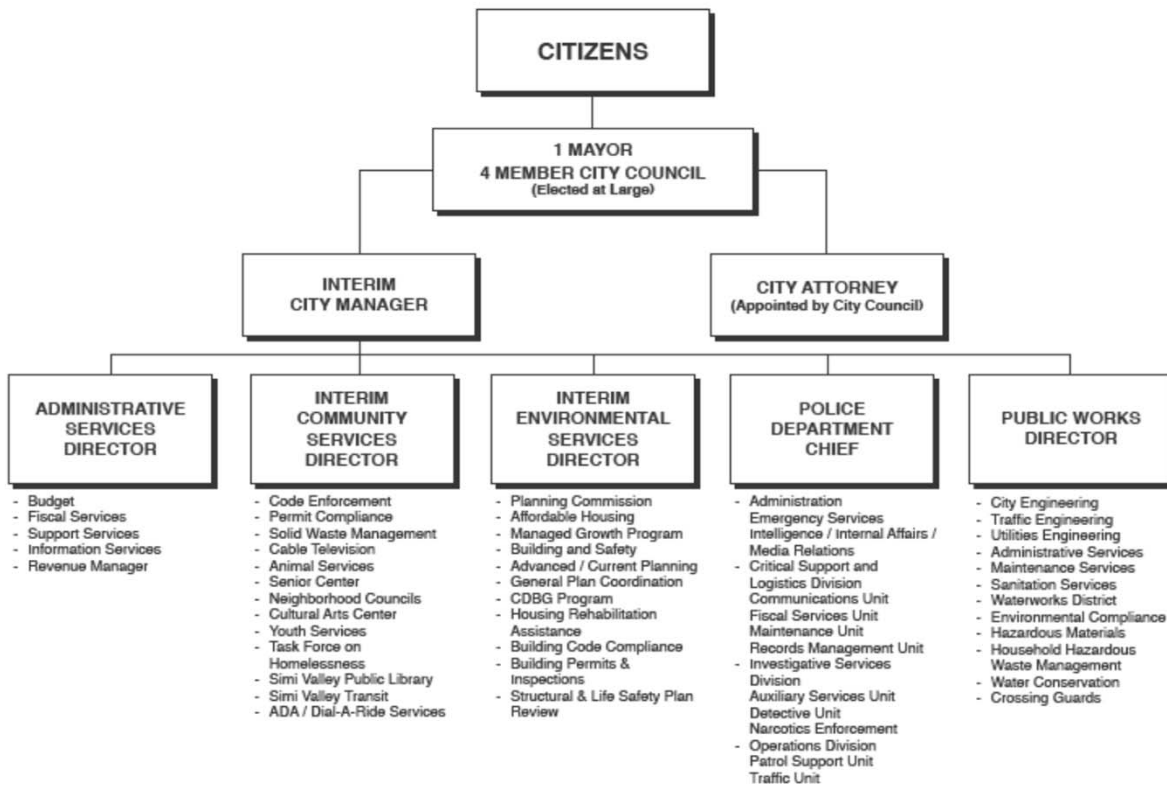 CITIZENS
1 MAYOR
4 MEMBER CITY COUNCIL
(Elected at Large)
INTERIM
CITY MANAGER
CITY ATTORNEY
(Appointed by City Council)
ADMINISTRATIVE
SERVICES
DIRECTOR
- Budget
- Fiscal Services
- Support Services
- Information Services
- Revenue Manager
INTERIM
COMMUNITY
SERVICES
DIRECTOR
- Code Enforcement
- Permit Compliance
- Solid Waste Management
- Cable Television
- Animal Services
- Senior Center
- Neighborhood Councils
- Cultural Arts Center
- Youth Services
- Task Force on
Homelessness
- Simi Valley Public Library
- Simi Valley Transit
- ADA / Dial-A-Ride Services
INTERIM
ENVIRONMENTAL
SERVICES
DIRECTOR
- Planning Commission
- Affordable Housing
- Managed Growth Program
- Building and Safety
- Advanced / Current Planning
- General Plan Coordination
- CDBG Program
- Housing Rehabilitation
Assistance
- Building Code Compliance
- Building Permits &
Inspections
- Structural & Life Safety Plan
Review
POLICE
DEPARTMENT
CHIEF
- Administration
Emergency Services
Intelligence / Internal Affairs /
Media Relations
- Critical Support and
Logistics Division
Communications Unit
Fiscal Services Unit
Maintenance Unit
Records Management Unit
- Investigative Services
Division
Auxiliary Services Unit
Detective Unit
Narcotics Enforcement
- Operations Division
Patrol Support Unit
Traffic Unit
PUBLIC WORKS
DIRECTOR
- City Engineering
- Traffic Engineering
- Utilities Engineering
- Administrative Services
- Maintenance Services
- Sanitation Services
- Waterworks District
- Environmental Compliance
- Hazardous Materials
- Household Hazardous
Waste Management
- Water Conservation
- Crossing Guards